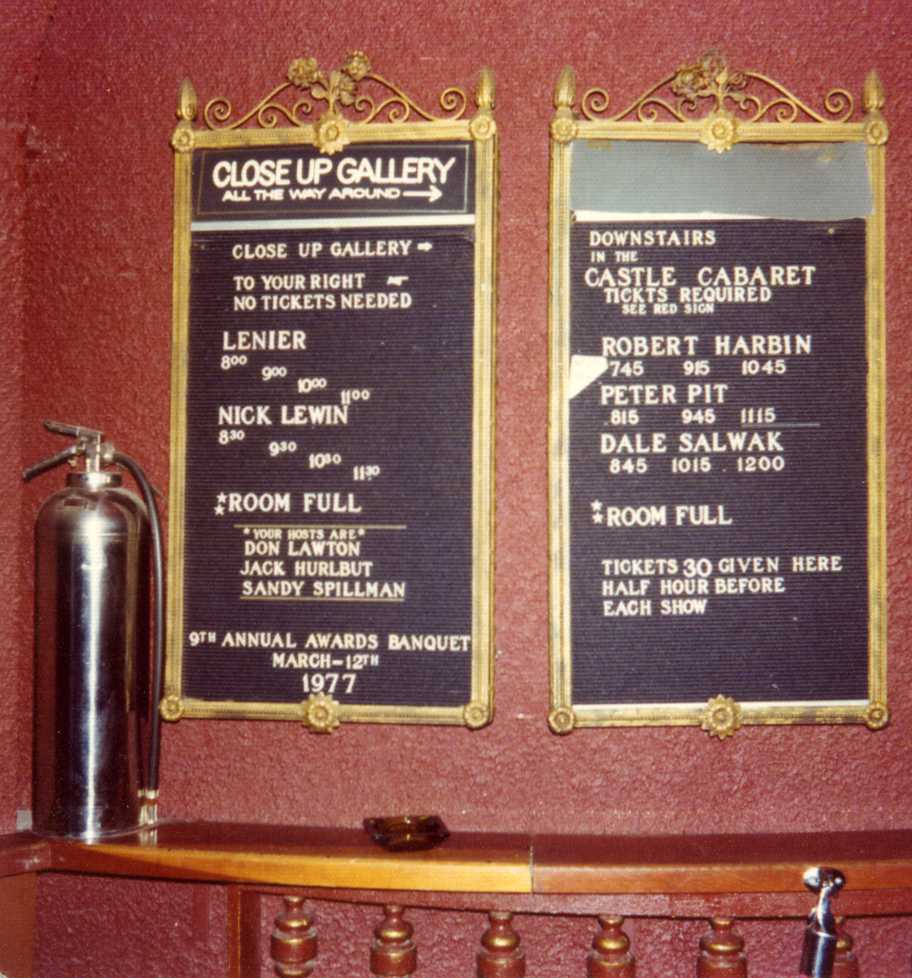 CLOSE UP GALLERY
ALL THE WAY AROUND →
CLOSE UP GALLERY →
TO YOUR RIGHT ☛
NO TICKETS NEEDED
LENIER
8⁰⁰
9⁰⁰
10⁰⁰
11⁰⁰
NICK LEWIN
8³⁰
9³⁰
10³⁰
11³⁰
** ROOM FULL
*YOUR HOSTS ARE*
DON LAWTON
JACK HURLBUT
SANDY SPILLMAN
9TH ANNUAL AWARDS BANQUET
MARCH-12TH
1977
DOWNSTAIRS
IN THE
CASTLE CABARET
TICKTS REQUIRED
SEE RED SIGN
ROBERT HARBIN
745 915 1045
PETER PIT
815 945 1115
DALE SALWAK
845 1015 1200
** ROOM FULL
TICKETS 30 GIVEN HERE
HALF HOUR BEFORE
EACH SHOW